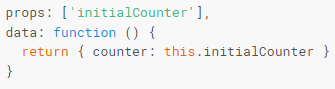 props: ['initialCounter'],
data: function () {
  return { counter: this.initialCounter }
}